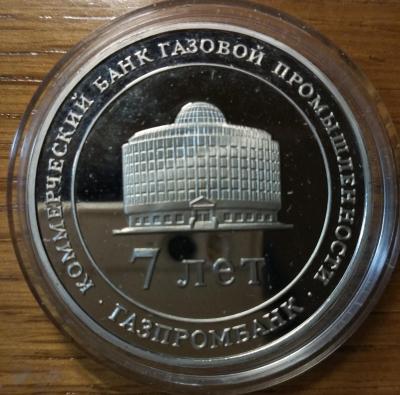 · КОММЕРЧЕСКИЙ БАНК ГАЗОВОЙ ПРОМЫШЛЕННОСТИ ·
7 лет
ГАЗПРОМБАНК